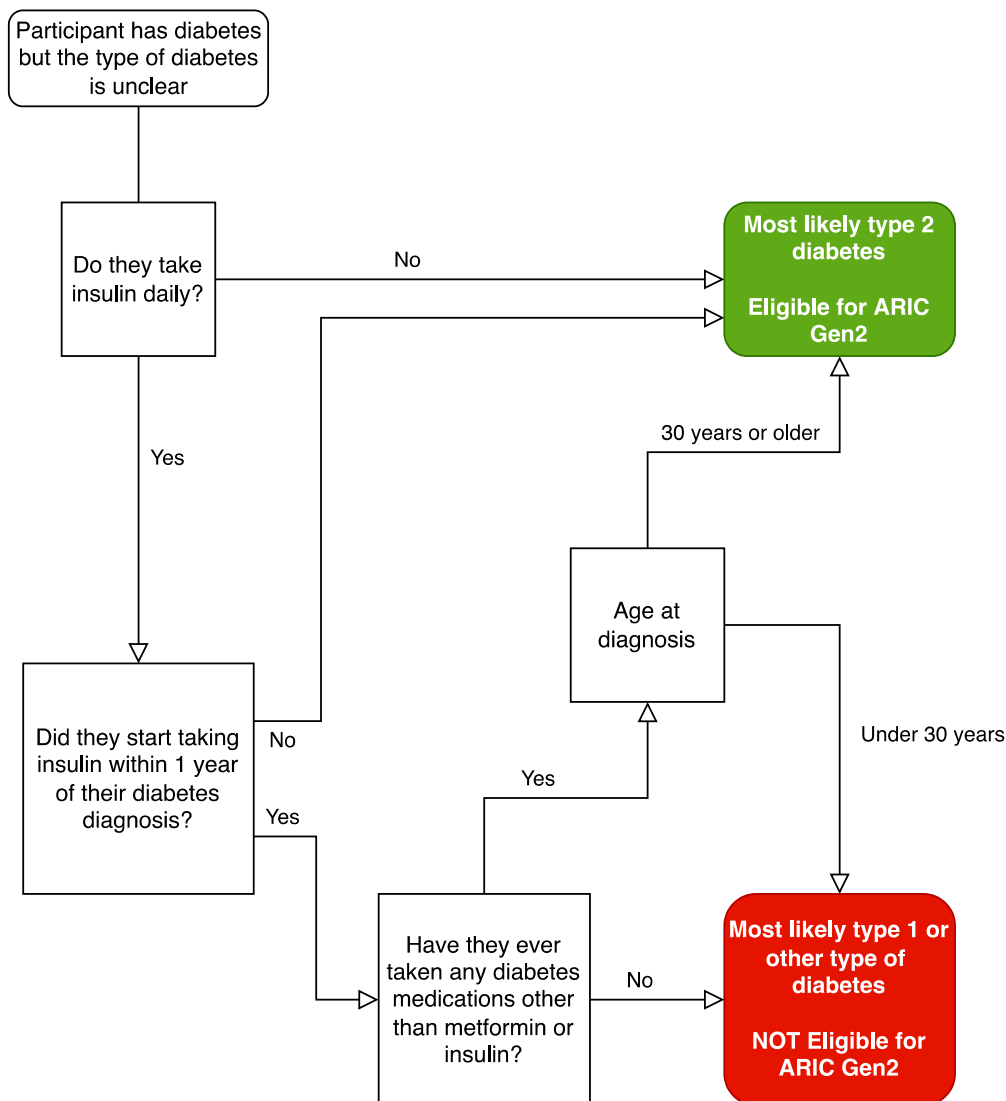 Participant has diabetes
but the type of diabetes
is unclear
Do they take
insulin daily?
No
Most likely type 2
diabetes
Eligible for ARIC
Gen2
Yes
30 years or older
Age at
diagnosis
Did they start taking
insulin within 1 year
of their diabetes
diagnosis?
No
Yes
Under 30 years
Yes
Have they ever
taken any diabetes
medications other
than metformin or
insulin?
No
Most likely type 1 or
other type of
diabetes
NOT Eligible for
ARIC Gen2